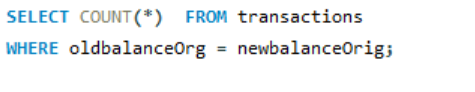 SELECT COUNT(*)  FROM transactions
WHERE oldbalanceOrg = newbalanceOrig;